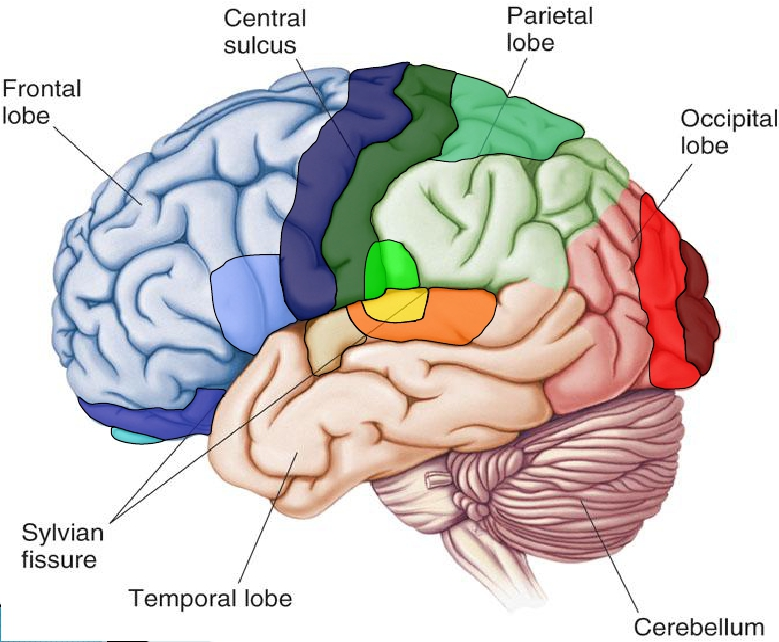 Central
sulcus
Parietal
lobe
Frontal
lobe
Occipital
lobe
Sylvian
fissure
Temporal lobe
Cerebellum